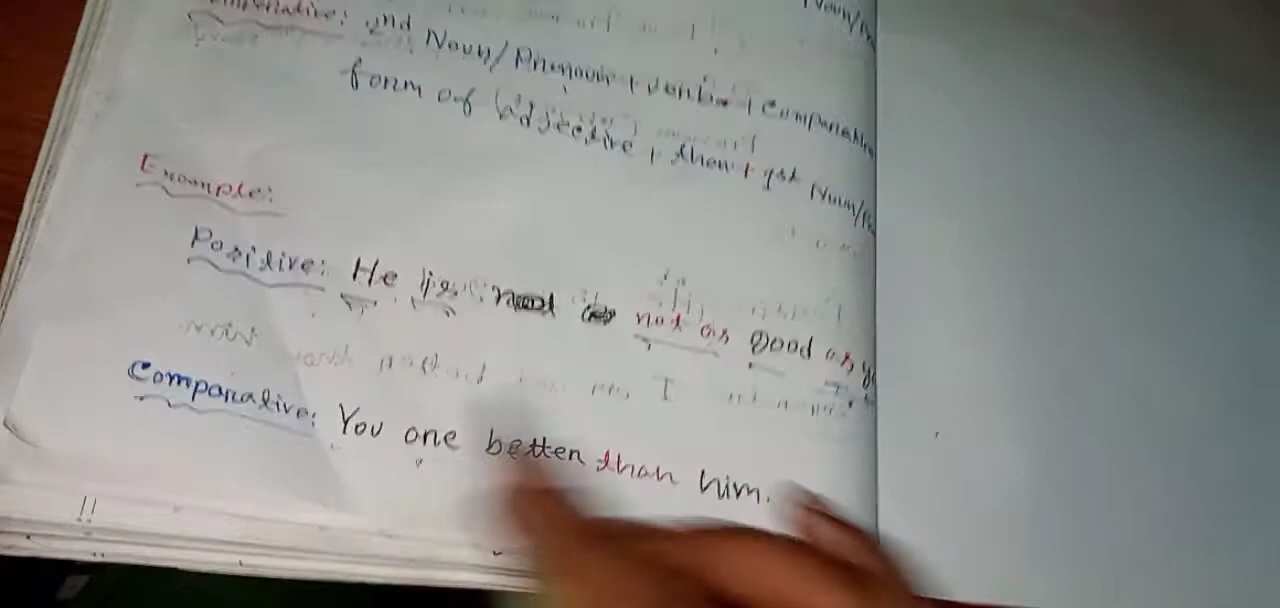 Comparative: 2nd Noun/Pronoun + verb + Comparative
form of adjective + than + 1st Noun/
Example:
Positive: He is not as good as
Comparative: You are better than him.